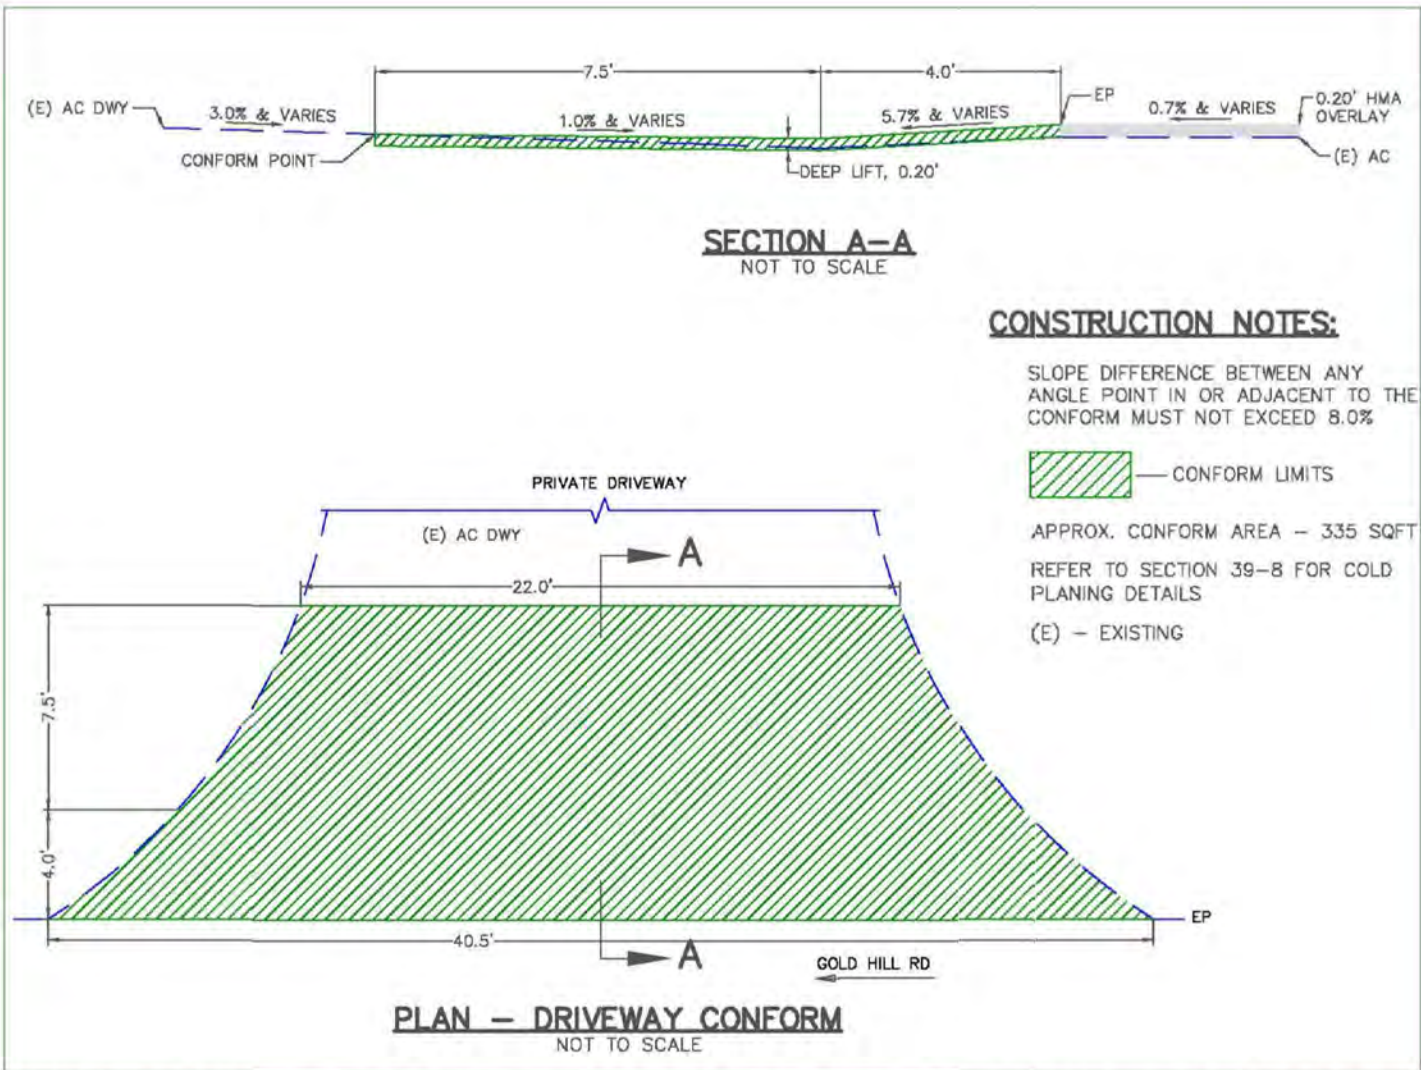 7.5'
4.0'
(E) AC DWY
3.0% & VARIES
1.0% & VARIES
5.7% & VARIES
EP
0.7% & VARIES
0.20' HMA
OVERLAY
CONFORM POINT
DEEP LIFT, 0.20'
(E) AC
SECTION A-A
NOT TO SCALE
CONSTRUCTION NOTES:
SLOPE DIFFERENCE BETWEEN ANY
ANGLE POINT IN OR ADJACENT TO THE
CONFORM MUST NOT EXCEED 8.0%
CONFORM LIMITS
APPROX. CONFORM AREA - 335 SQFT
REFER TO SECTION 39-8 FOR COLD
PLANING DETAILS
(E) - EXISTING
PRIVATE DRIVEWAY
(E) AC DWY
A
22.0'
7.5'
4.0'
EP
40.5'
A
GOLD HILL RD
PLAN - DRIVEWAY CONFORM
NOT TO SCALE